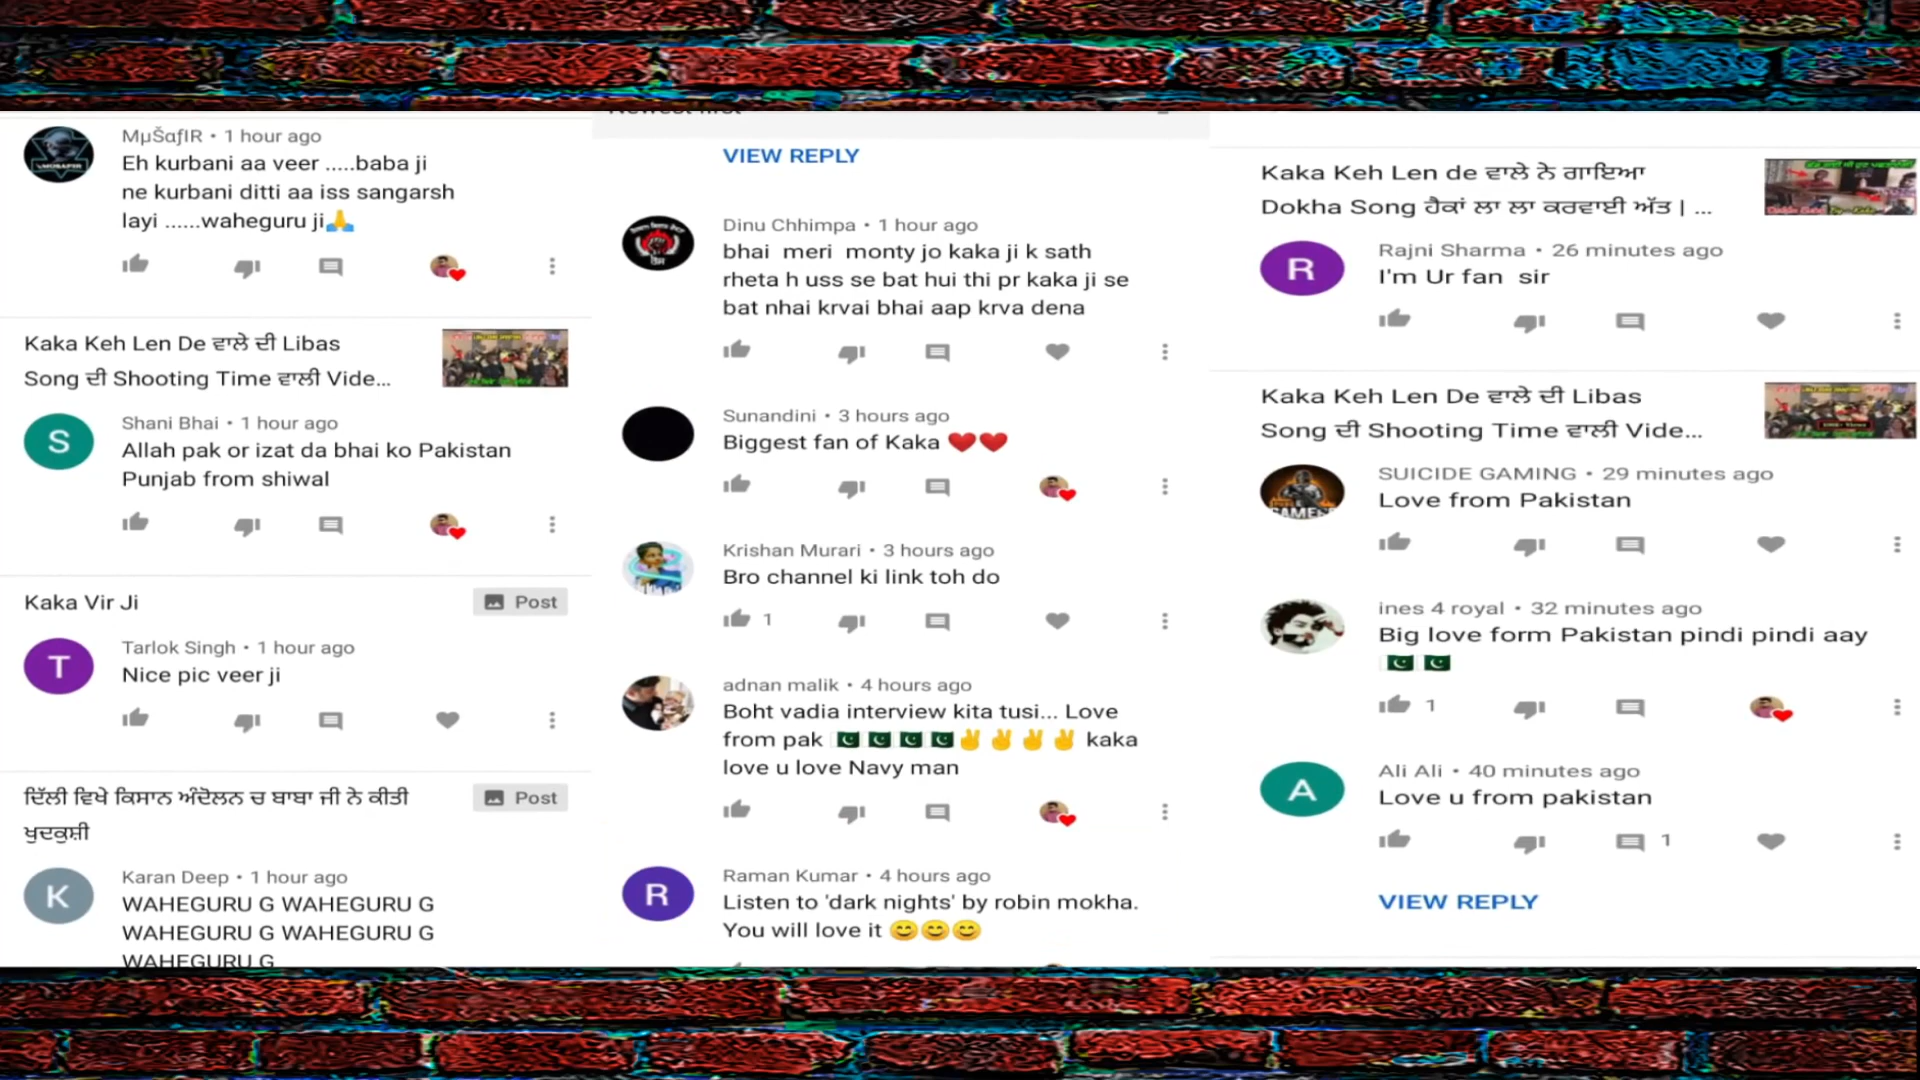 MµŠαƒIR • 1 hour ago
Eh kurbani aa veer .....baba ji
ne kurbani ditti aa iss sangarsh
layi ......waheguru ji🙏
Kaka Keh Len De ਵਾਲੇ ਦੀ Libas
Song ਦੀ Shooting Time ਵਾਲੀ Vide...
S
Shani Bhai • 1 hour ago
Allah pak or izat da bhai ko Pakistan
Punjab from shiwal
Kaka Vir Ji
Post
T
Tarlok Singh • 1 hour ago
Nice pic veer ji
ਦਿੱਲੀ ਵਿਖੇ ਕਿਸਾਨ ਅੰਦੋਲਨ ਚ ਬਾਬਾ ਜੀ ਨੇ ਕੀਤੀ
ਖੁਦਕੁਸ਼ੀ
Post
K
Karan Deep • 1 hour ago
WAHEGURU G WAHEGURU G
WAHEGURU G WAHEGURU G
WAHEGURU G
Newest first
VIEW REPLY
Dinu Chhimpa • 1 hour ago
bhai meri monty jo kaka ji k sath
rheta h uss se bat hui thi pr kaka ji se
bat nhai krvai bhai aap krva dena
Sunandini • 3 hours ago
Biggest fan of Kaka ❤️❤️
Krishan Murari • 3 hours ago
Bro channel ki link toh do
1
adnan malik • 4 hours ago
Boht vadia interview kita tusi... Love
from pak 🇵🇰🇵🇰🇵🇰🇵🇰✌️✌️✌️✌️ kaka
love u love Navy man
R
Raman Kumar • 4 hours ago
Listen to 'dark nights' by robin mokha.
You will love it 😊😊😊
Kaka Keh Len de ਵਾਲੇ ਨੇ ਗਾਇਆ
Dokha Song ਹੈਕਾਂ ਲਾ ਲਾ ਕਰਵਾਈ ਅੱਤ | ...
R
Rajni Sharma • 26 minutes ago
I'm Ur fan sir
Kaka Keh Len De ਵਾਲੇ ਦੀ Libas
Song ਦੀ Shooting Time ਵਾਲੀ Vide...
SUICIDE GAMING • 29 minutes ago
Love from Pakistan
ines 4 royal • 32 minutes ago
Big love form Pakistan pindi pindi aay
🇵🇰 🇵🇰
1
A
Ali Ali • 40 minutes ago
Love u from pakistan
1
VIEW REPLY